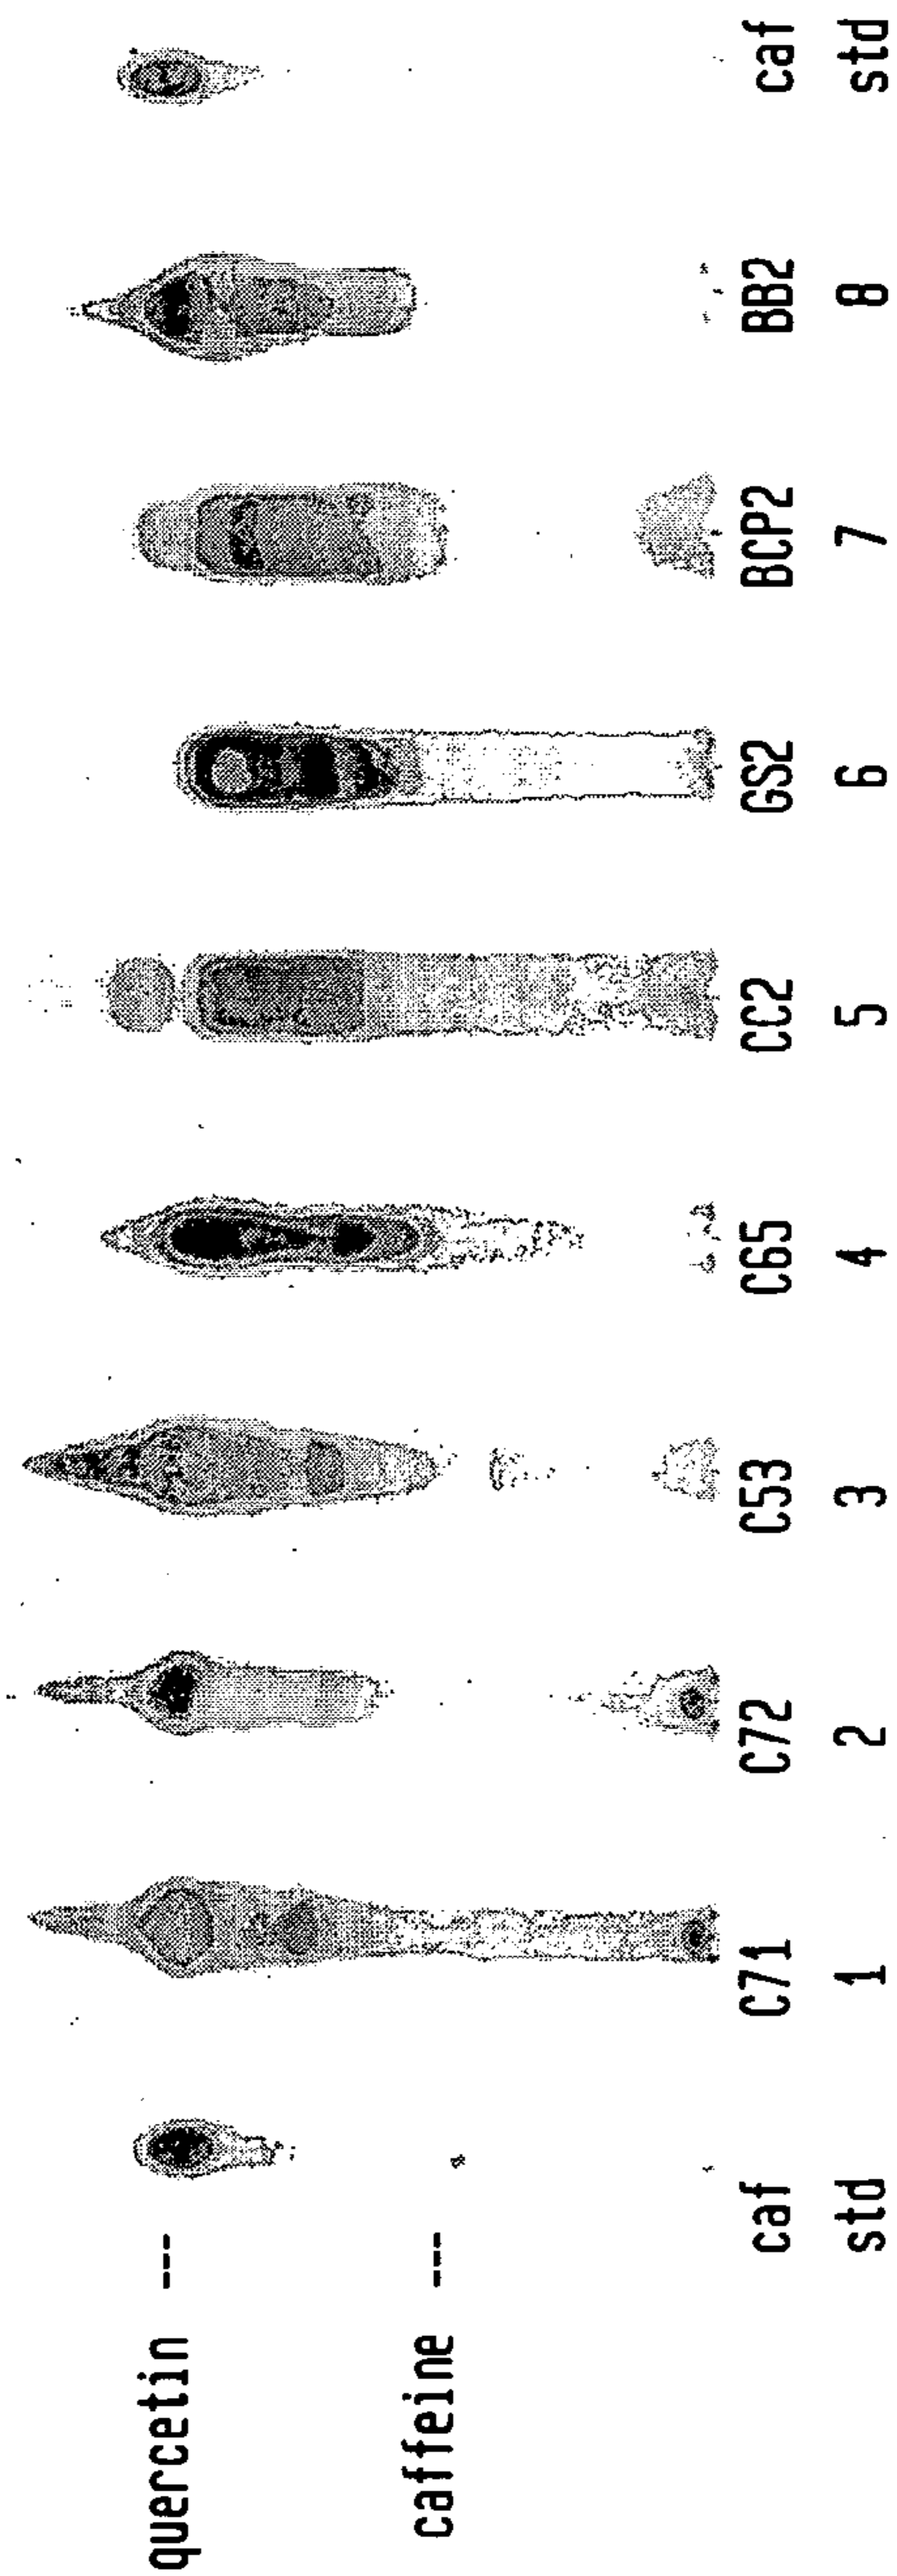 quercetin ---
caffeine ---
caf C71 C72 C53 C65 CC2 GS2 BCP2 BB2 caf
std 1 2 3 4 5 6 7 8 std